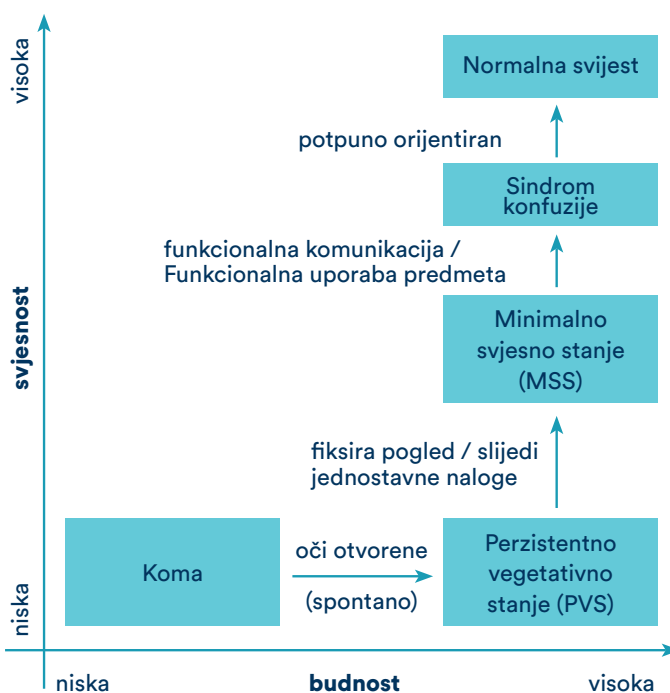 visoka
Normalna svijest
potpuno orijentiran
Sindrom
konfuzije
funkcionalna komunikacija /
Funkcionalna uporaba predmeta
svjesnost
Minimalno
svjesno stanje
(MSS)
fiksira pogled / slijedi
jednostavne naloge
niska
Koma
oči otvorene
(spontano)
Perzistentno
vegetativno
stanje (PVS)
niska
budnost
visoka